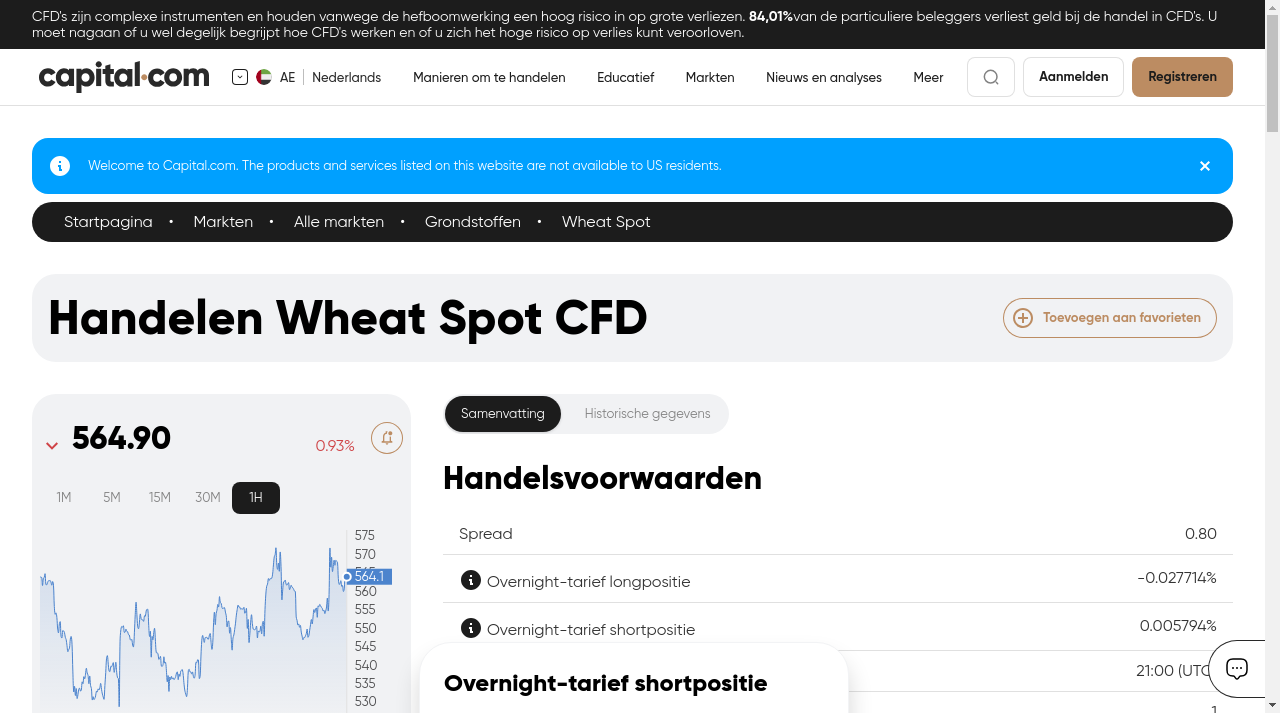 CFD's zijn complexe instrumenten en houden vanwege de hefboomwerking een hoog risico in op grote verliezen. 84,01%van de particuliere beleggers verliest geld bij de handel in CFD's. U
moet nagaan of u wel degelijk begrijpt hoe CFD's werken en of u zich het hoge risico op verlies kunt veroorloven.
capital.com
AE
Nederlands
Manieren om te handelen
Educatief
Markten
Nieuws en analyses
Meer
Aanmelden
Registreren
Welcome to Capital.com. The products and services listed on this website are not available to US residents.
Startpagina • Markten • Alle markten • Grondstoffen • Wheat Spot
Handelen Wheat Spot CFD
Toevoegen aan favorieten
564.90
0.93%
1M 5M 15M 30M 1H
575
570
564.1
560
555
550
545
540
535
530
Samenvatting
Historische gegevens
Handelsvoorwaarden
Spread 0.80
Overnight-tarief longpositie -0.027714%
Overnight-tarief shortpositie 0.005794%
21:00 (UTC)
1
Overnight-tarief shortpositie